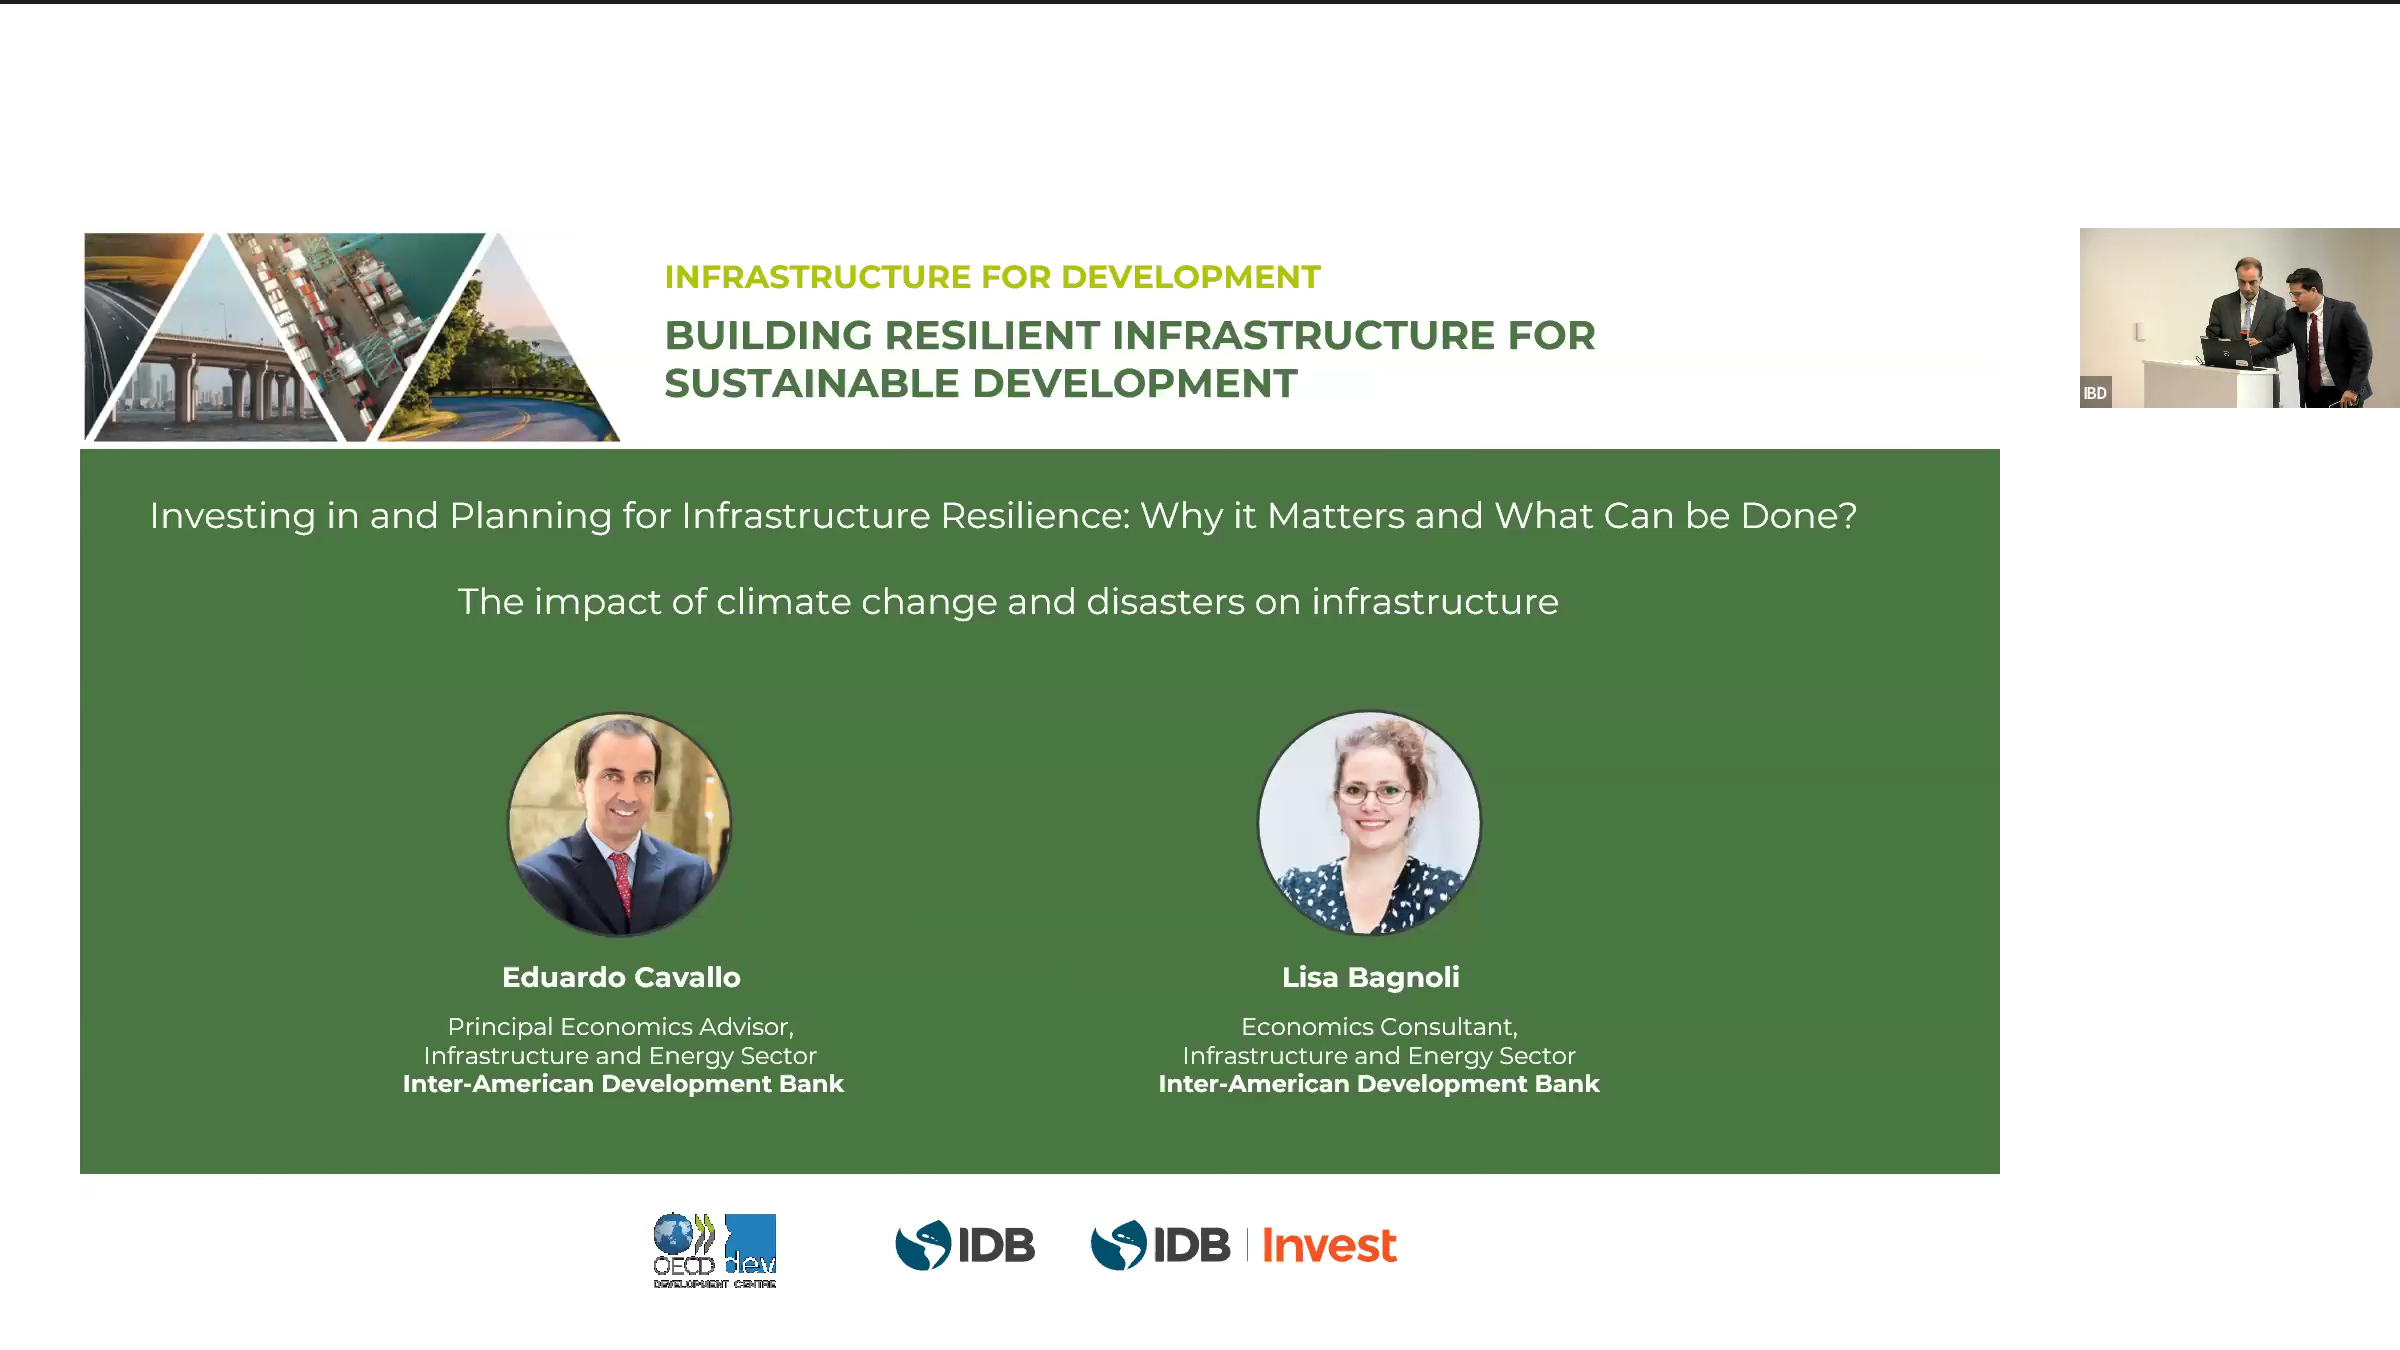 INFRASTRUCTURE FOR DEVELOPMENT
BUILDING RESILIENT INFRASTRUCTURE FOR
SUSTAINABLE DEVELOPMENT
IBD
Investing in and Planning for Infrastructure Resilience: Why it Matters and What Can be Done?
The impact of climate change and disasters on infrastructure
Eduardo Cavallo
Principal Economics Advisor,
Infrastructure and Energy Sector
Inter-American Development Bank
Lisa Bagnoli
Economics Consultant,
Infrastructure and Energy Sector
Inter-American Development Bank
OECD dev
DEVELOPMENT CENTRE
IDB
IDB | Invest